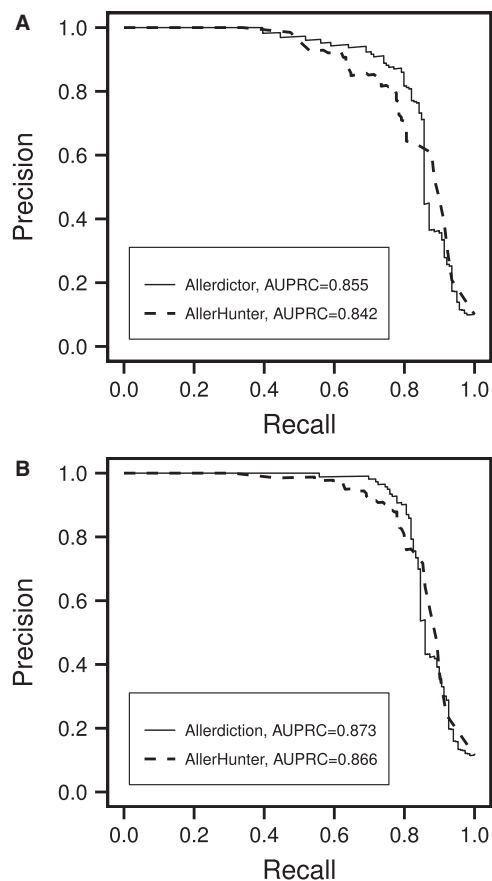 A
1.0
0.8
0.6
0.4
0.2
0.0
Precision
Allerdictor, AUPRC=0.855
AllerHunter, AUPRC=0.842
0.0 0.2 0.4 0.6 0.8 1.0
Recall
B
1.0
0.8
0.6
0.4
0.2
0.0
Precision
Allerdiction, AUPRC=0.873
AllerHunter, AUPRC=0.866
0.0 0.2 0.4 0.6 0.8 1.0
Recall